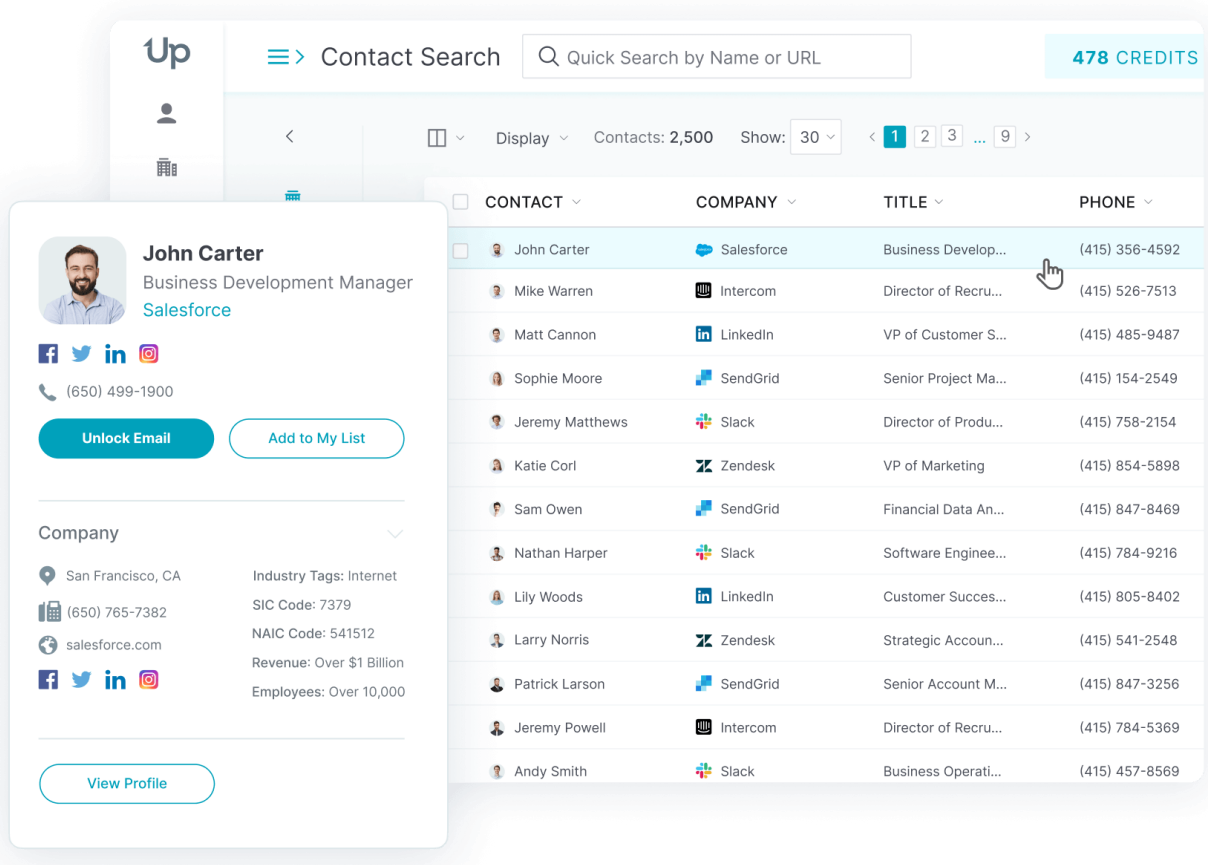 Up
Contact Search
Quick Search by Name or URL
478 CREDITS
Display
Contacts: 2,500
Show: 30
1 2 3 ... 9
CONTACT COMPANY TITLE PHONE
John Carter Salesforce Business Develop... (415) 356-4592
Mike Warren Intercom Director of Recru... (415) 526-7513
Matt Cannon LinkedIn VP of Customer S... (415) 485-9487
Sophie Moore SendGrid Senior Project Ma... (415) 154-2549
Jeremy Matthews Slack Director of Produ... (415) 758-2154
Katie Corl Zendesk VP of Marketing (415) 854-5898
Sam Owen SendGrid Financial Data An... (415) 847-8469
Nathan Harper Slack Software Enginee... (415) 784-9216
Lily Woods LinkedIn Customer Succes... (415) 805-8402
Larry Norris Zendesk Strategic Accoun... (415) 541-2548
Patrick Larson SendGrid Senior Account M... (415) 847-3256
Jeremy Powell Intercom Director of Recru... (415) 784-5369
Andy Smith Slack Business Operati... (415) 457-8569
John Carter
Business Development Manager
Salesforce
(650) 499-1900
Unlock Email
Add to My List
Company
San Francisco, CA
(650) 765-7382
salesforce.com
Industry Tags: Internet
SIC Code: 7379
NAIC Code: 541512
Revenue: Over $1 Billion
Employees: Over 10,000
View Profile